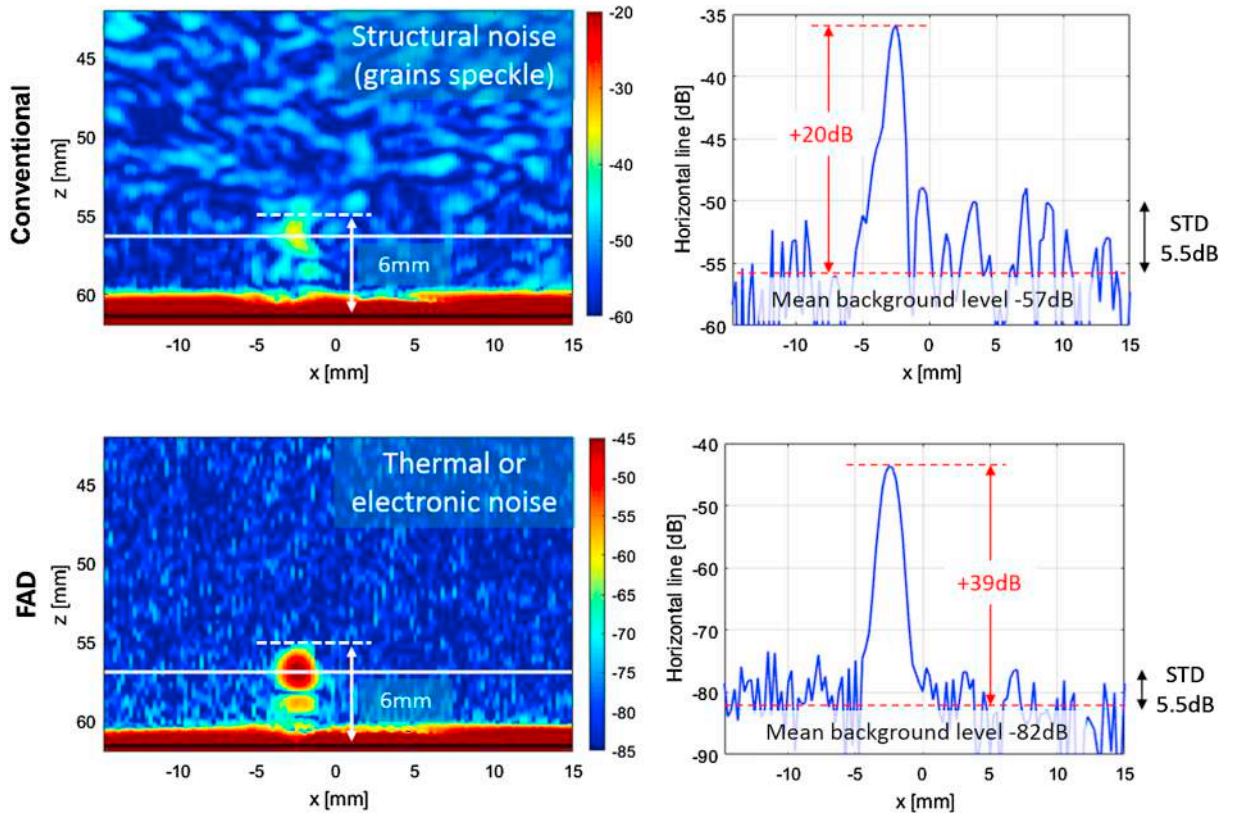 Conventional
z [mm]
45
50
55
60
Structural noise
(grains speckle)
6mm
-10
-5
0
5
10
15
x [mm]
-20
-30
-40
-50
-60
Horizontal line [dB]
-35
-40
-45
-50
-55
-60
+20dB
Mean background level -57dB
-10
-5
0
5
10
15
x [mm]
STD
5.5dB
FAD
z [mm]
45
50
55
60
Thermal or
electronic noise
6mm
-10
-5
0
5
10
15
x [mm]
-45
-50
-55
-60
-65
-70
-75
-80
-85
Horizontal line [dB]
-40
-50
-60
-70
-80
-90
+39dB
Mean background level -82dB
-10
-5
0
5
10
15
x [mm]
STD
5.5dB